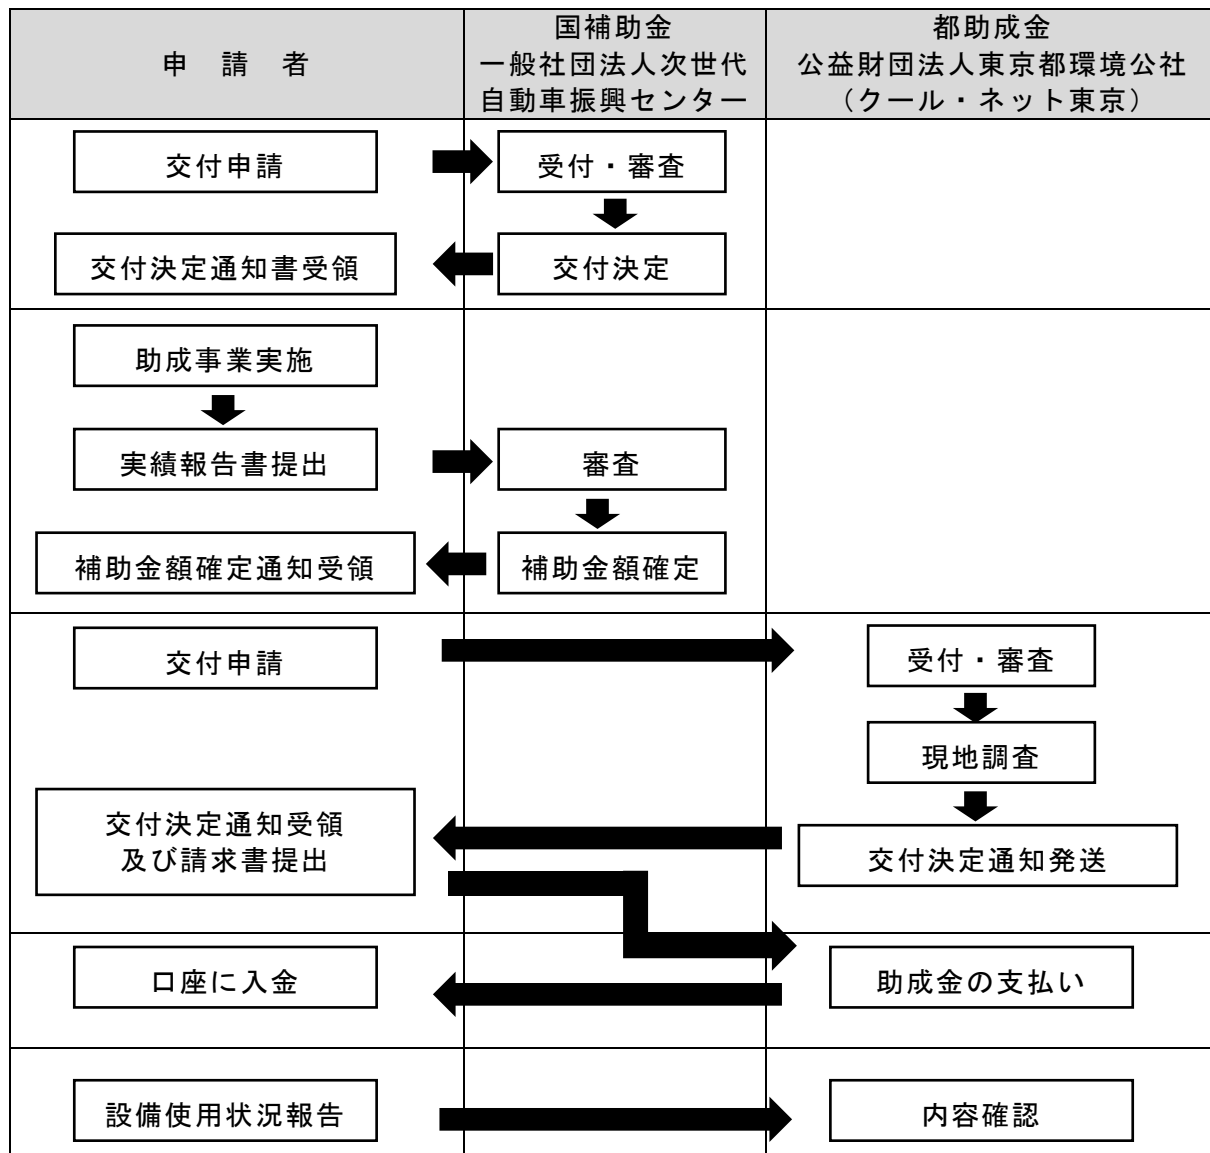 申　請　者
国補助金
一般社団法人次世代
自動車振興センター
都助成金
公益財団法人東京都環境公社
（クール・ネット東京）
交付申請
受付・審査
交付決定通知書受領
交付決定
助成事業実施
実績報告書提出
審査
補助金額確定通知受領
補助金額確定
交付申請
受付・審査
現地調査
交付決定通知受領
及び請求書提出
交付決定通知発送
口座に入金
助成金の支払い
設備使用状況報告
内容確認